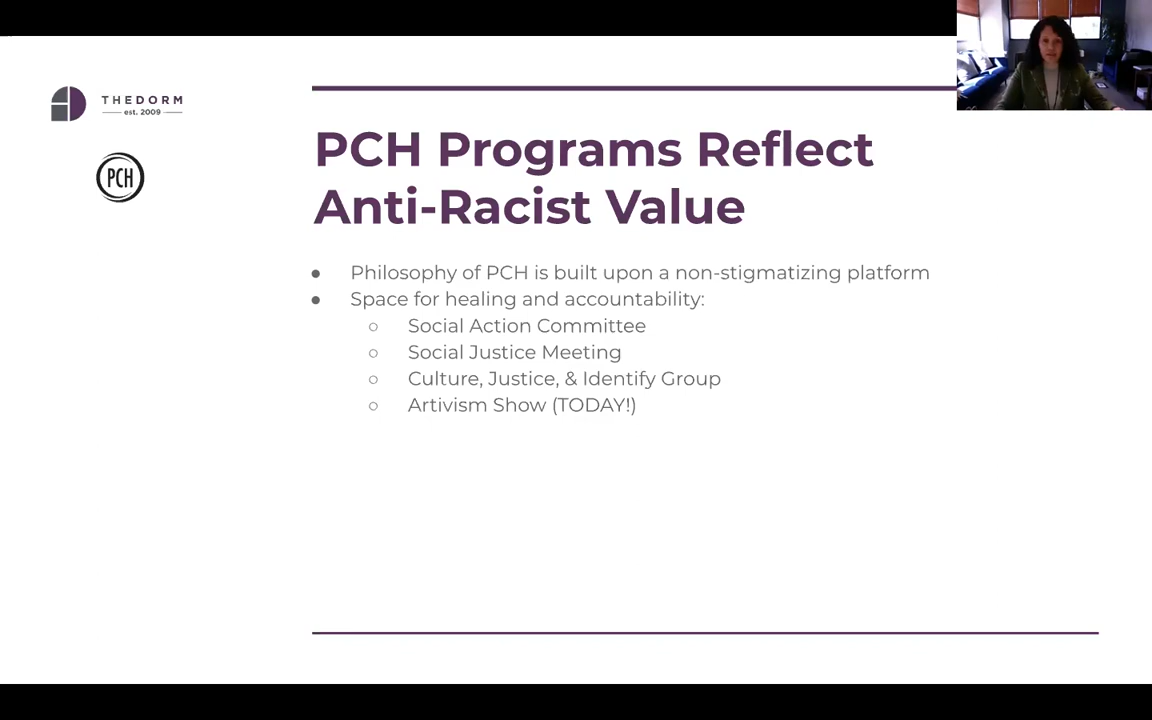 THEDORM
est. 2009
PCH
PCH Programs Reflect
Anti-Racist Value
● Philosophy of PCH is built upon a non-stigmatizing platform
● Space for healing and accountability:
○ Social Action Committee
○ Social Justice Meeting
○ Culture, Justice, & Identify Group
○ Artivism Show (TODAY!)